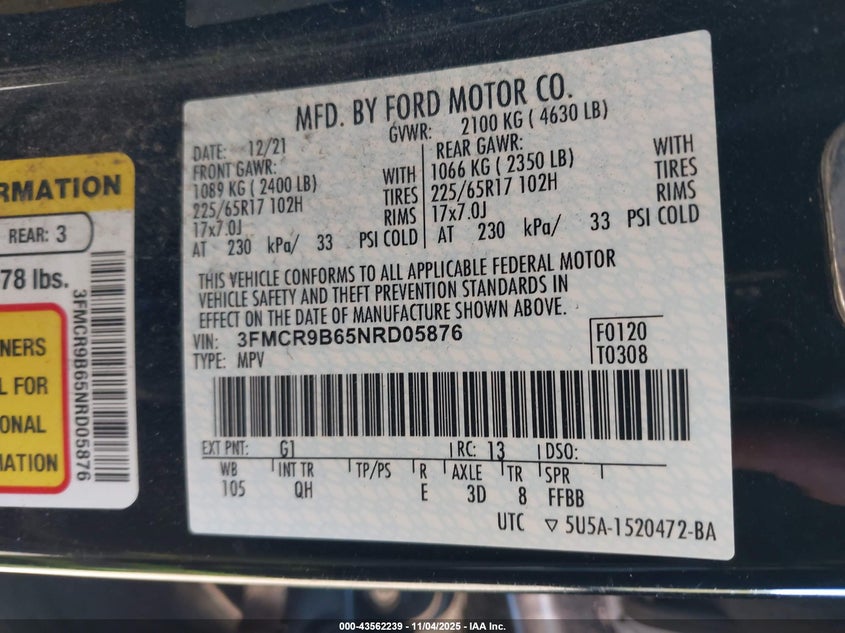 RMATION
REAR: 3
78 lbs.
NERS
L FOR
ONAL
MATION
3FMCR9B65NRD05876
MFD. BY FORD MOTOR CO.
DATE: 12/21 GVWR: 2100 KG ( 4630 LB)
FRONT GAWR: WITH
1089 KG ( 2400 LB) TIRES
225/65R17 102H RIMS
17x7.0J
AT 230 kPa/ 33 PSI COLD
REAR GAWR: WITH
1066 KG ( 2350 LB) TIRES
225/65R17 102H RIMS
17x7.0J
AT 230 kPa/ 33 PSI COLD
THIS VEHICLE CONFORMS TO ALL APPLICABLE FEDERAL MOTOR
VEHICLE SAFETY AND THEFT PREVENTION STANDARDS IN
EFFECT ON THE DATE OF MANUFACTURE SHOWN ABOVE.
VIN: 3FMCR9B65NRD05876 F0120
TYPE: MPV T0308
EXT PNT: G1 RC: 13 DSO:
WB INT TR TP/PS R AXLE TR SPR
105 QH E 3D 8 FFBB
UTC ▽ 5U5A-1520472-BA
000-43562239 - 11/04/2025 - IAA Inc.